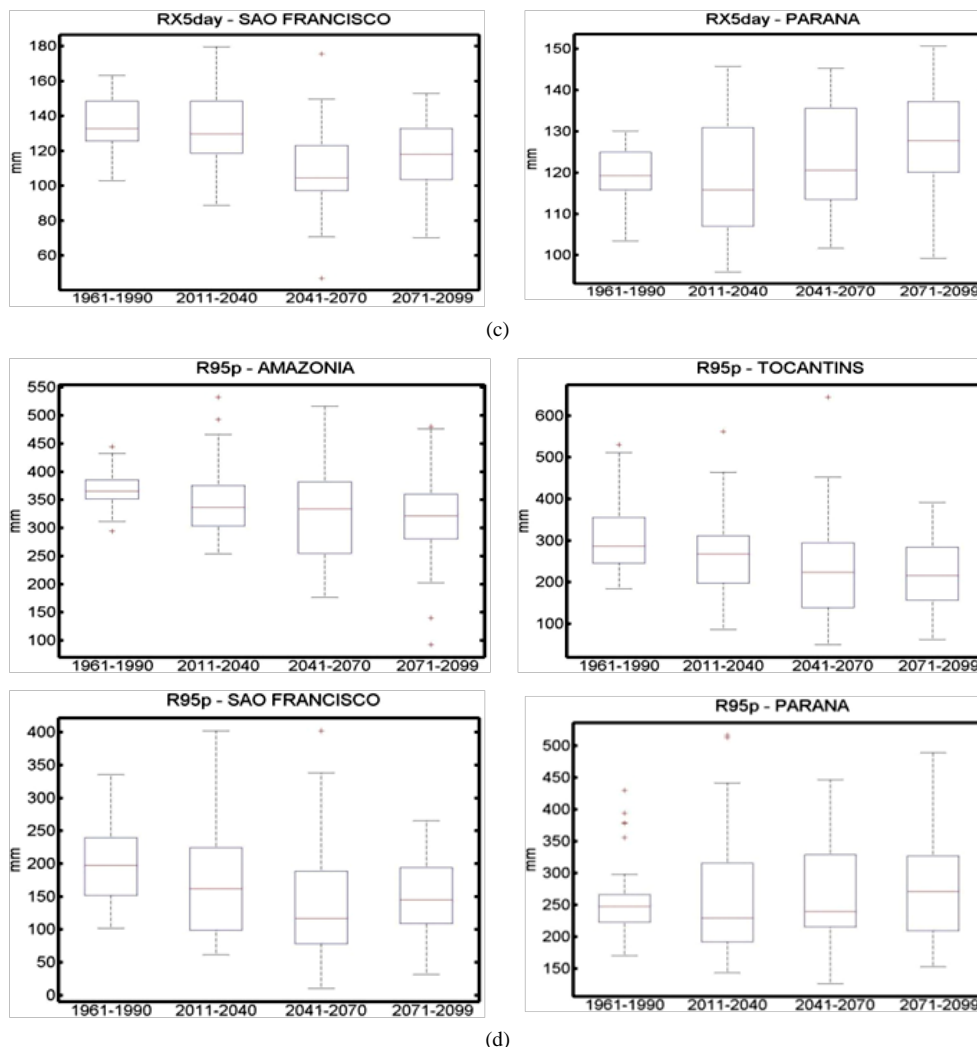 RX5day - SAO FRANCISCO
180
160
140
120
100
80
60
mm
1961-1990 2011-2040 2041-2070 2071-2099
RX5day - PARANA
150
140
130
120
110
100
mm
1961-1990 2011-2040 2041-2070 2071-2099
(c)
R95p - AMAZONIA
550
500
450
400
350
300
250
200
150
100
mm
1961-1990 2011-2040 2041-2070 2071-2099
R95p - TOCANTINS
600
500
400
300
200
100
mm
1961-1990 2011-2040 2041-2070 2071-2099
R95p - SAO FRANCISCO
400
350
300
250
200
150
100
50
0
mm
1961-1990 2011-2040 2041-2070 2071-2099
R95p - PARANA
500
450
400
350
300
250
200
150
mm
1961-1990 2011-2040 2041-2070 2071-2099
(d)